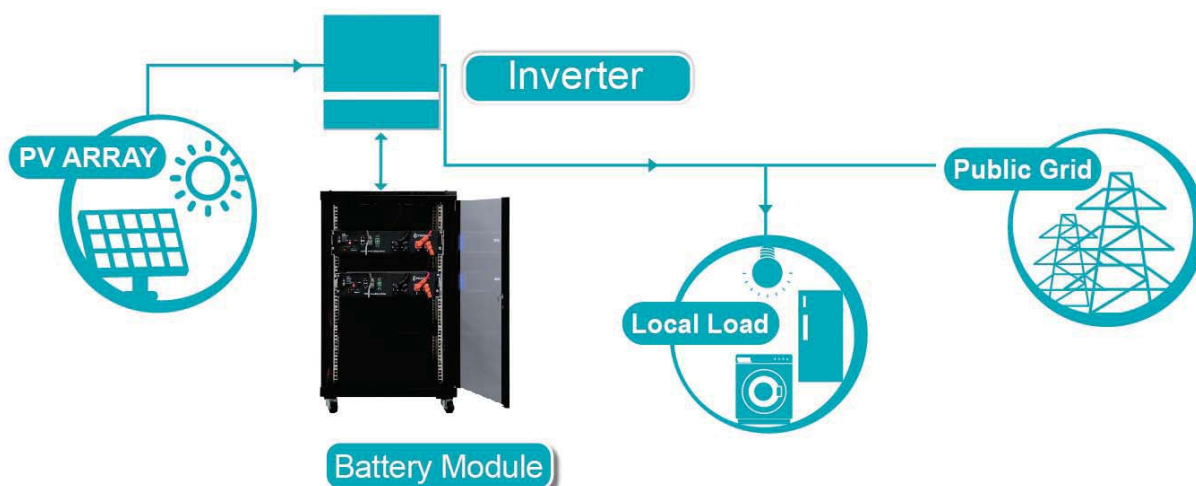 Inverter
PV ARRAY
Public Grid
Local Load
Battery Module